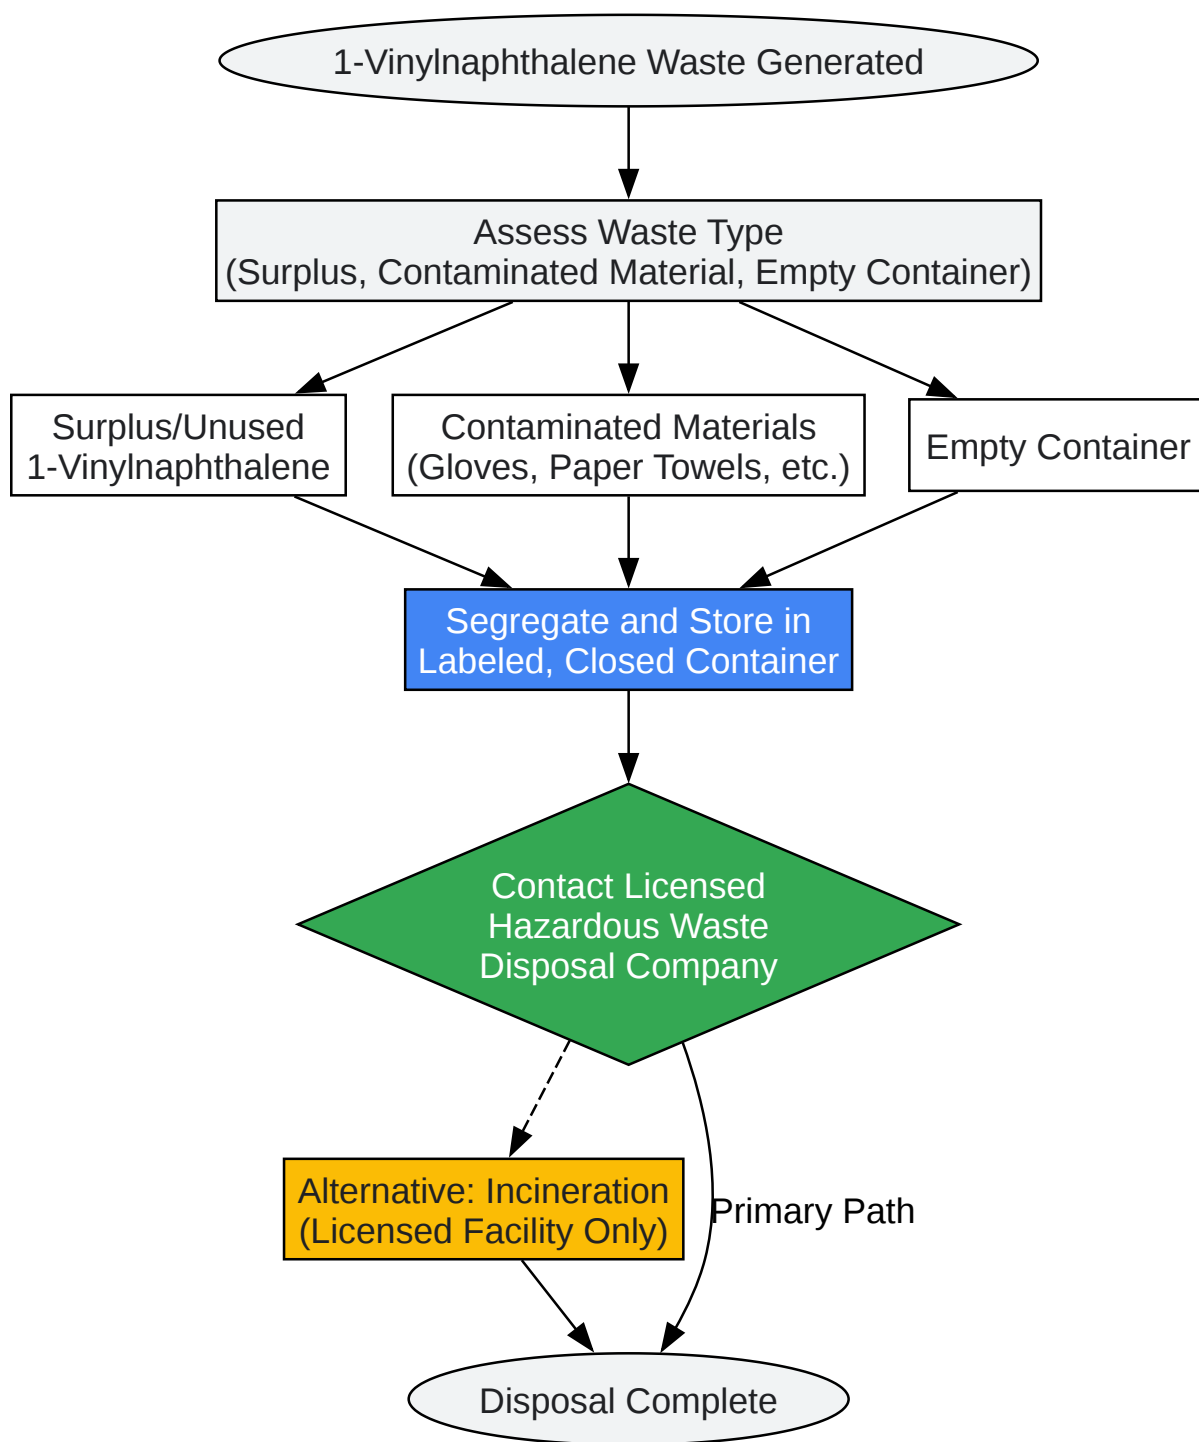 1-Vinylnaphthalene Waste Generated
Assess Waste Type
(Surplus, Contaminated Material, Empty Container)
Surplus/Unused
1-Vinylnaphthalene
Contaminated Materials
(Gloves, Paper Towels, etc.)
Empty Container
Segregate and Store in
Labeled, Closed Container
Contact Licensed
Hazardous Waste
Disposal Company
Alternative: Incineration
(Licensed Facility Only)
Primary Path
Disposal Complete